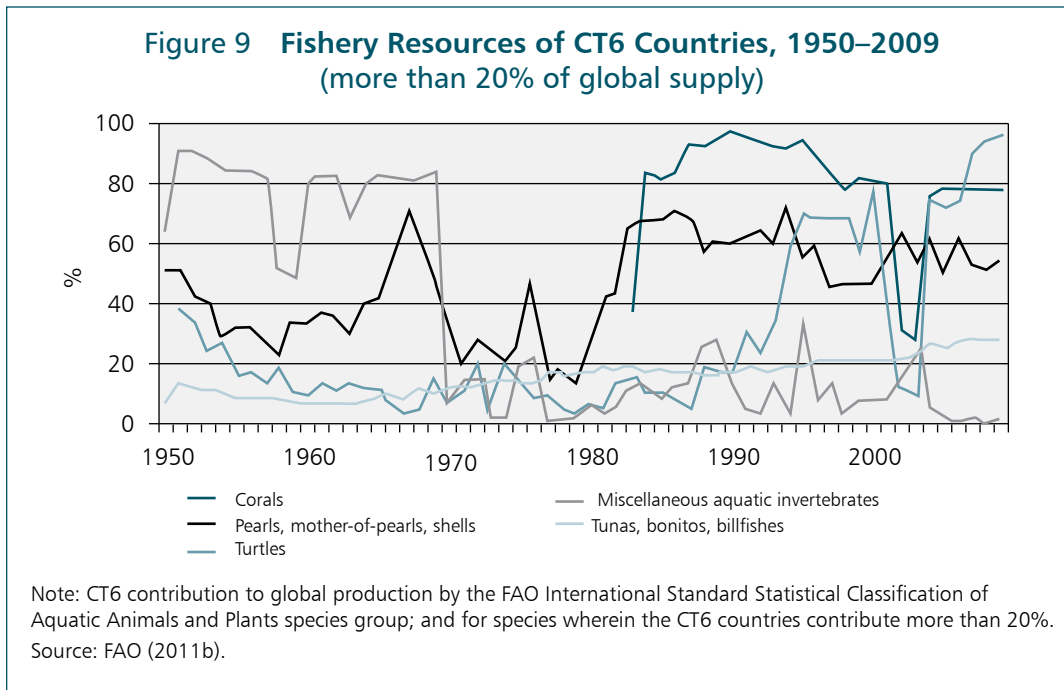 Figure 9 Fishery Resources of CT6 Countries, 1950–2009
(more than 20% of global supply)
100
80
60
40
20
0
%
1950 1960 1970 1980 1990 2000
Corals
Pearls, mother-of-pearls, shells
Turtles
Miscellaneous aquatic invertebrates
Tunas, bonitos, billfishes
Note: CT6 contribution to global production by the FAO International Standard Statistical Classification of
Aquatic Animals and Plants species group; and for species wherein the CT6 countries contribute more than 20%.
Source: FAO (2011b).